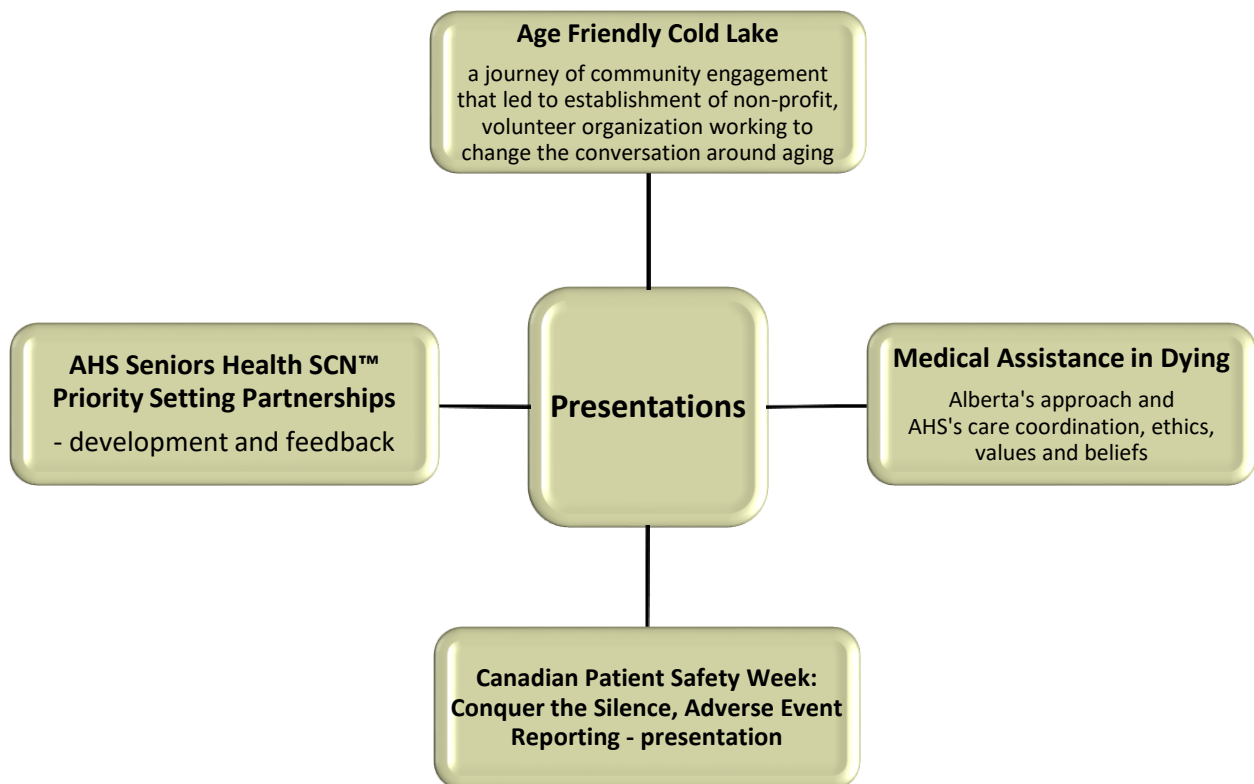 Age Friendly Cold Lake
a journey of community engagement
that led to establishment of non-profit,
volunteer organization working to
change the conversation around aging
AHS Seniors Health SCN™
Priority Setting Partnerships
- development and feedback
Presentations
Medical Assistance in Dying
Alberta's approach and
AHS's care coordination, ethics,
values and beliefs
Canadian Patient Safety Week:
Conquer the Silence, Adverse Event
Reporting - presentation